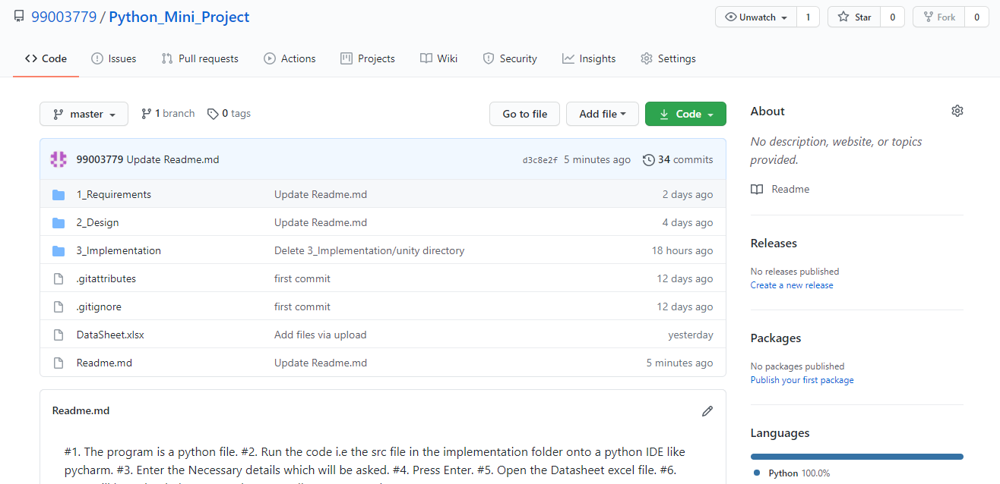 99003779 / Python_Mini_Project
Unwatch 1 Star 0 Fork 0
Code Issues Pull requests Actions Projects Wiki Security Insights Settings
master 1 branch 0 tags Go to file Add file Code
99003779 Update Readme.md d3c8e2f 5 minutes ago 34 commits
1_Requirements Update Readme.md 2 days ago
2_Design Update Readme.md 4 days ago
3_Implementation Delete 3_Implementation/unity directory 18 hours ago
.gitattributes first commit 12 days ago
.gitignore first commit 12 days ago
DataSheet.xlsx Add files via upload yesterday
Readme.md Update Readme.md 5 minutes ago
Readme.md
#1. The program is a python file. #2. Run the code i.e the src file in the implementation folder onto a python IDE like
pycharm. #3. Enter the Necessary details which will be asked. #4. Press Enter. #5. Open the Datasheet excel file. #6.
About
No description, website, or topics
provided.
Readme
Releases
No releases published
Create a new release
Packages
No packages published
Publish your first package
Languages
Python 100.0%